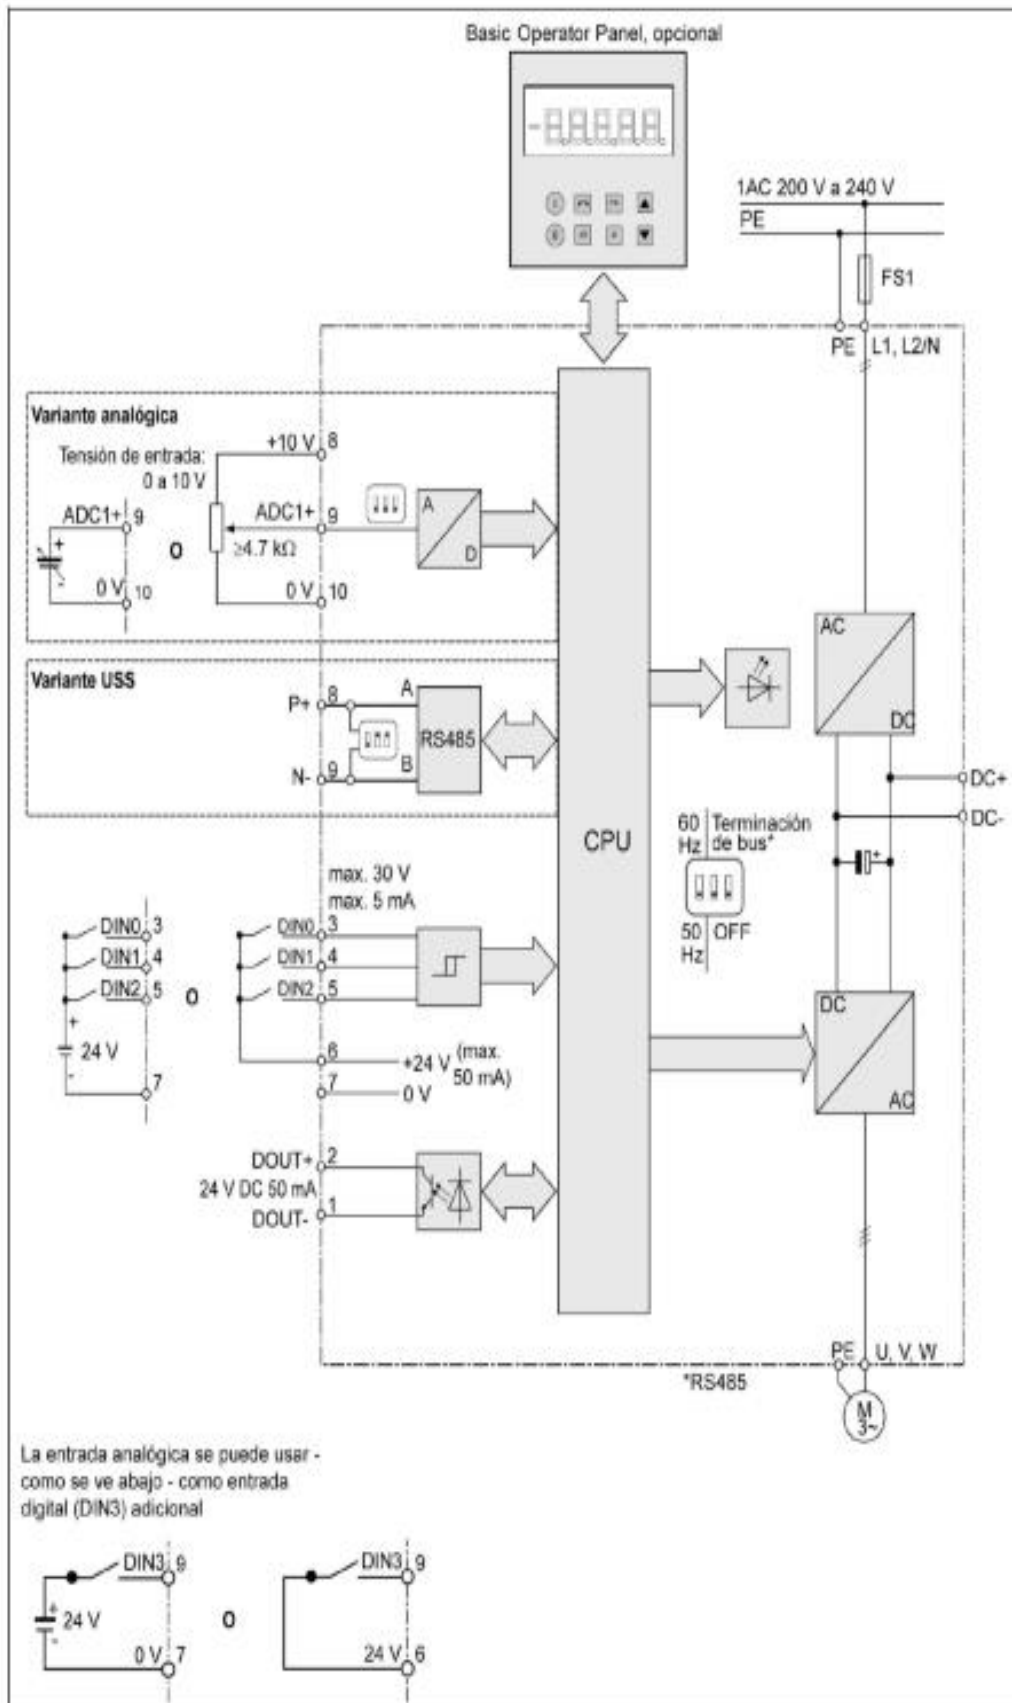 Basic Operator Panel, opcional
1AC 200 V a 240 V
PE
FS1
PE L1, L2/N
Variante analógica
Tensión de entrada:
0 a 10 V
+10 V 8
ADC1+ 9
0 V 10
O
ADC1+ 9
≥4.7 kΩ
0 V 10
A
D
Variante USS
P+ 8 A
N- 9 B
RS485
CPU
AC
DC
DC+
DC-
60 Hz
Terminación
de bus*
50 Hz
OFF
max. 30 V
max. 5 mA
DIN0 3
DIN1 4
DIN2 5
24 V
7
O
DIN0 3
DIN1 4
DIN2 5
6 +24 V (max.
50 mA)
7 0 V
DC
AC
DOUT+ 2
24 V DC 50 mA
DOUT- 1
PE U, V, W
*RS485
M
3~
La entrada analógica se puede usar -
como se ve abajo - como entrada
digital (DIN3) adicional
DIN3 9
24 V
0 V 7
O
DIN3 9
24 V 6